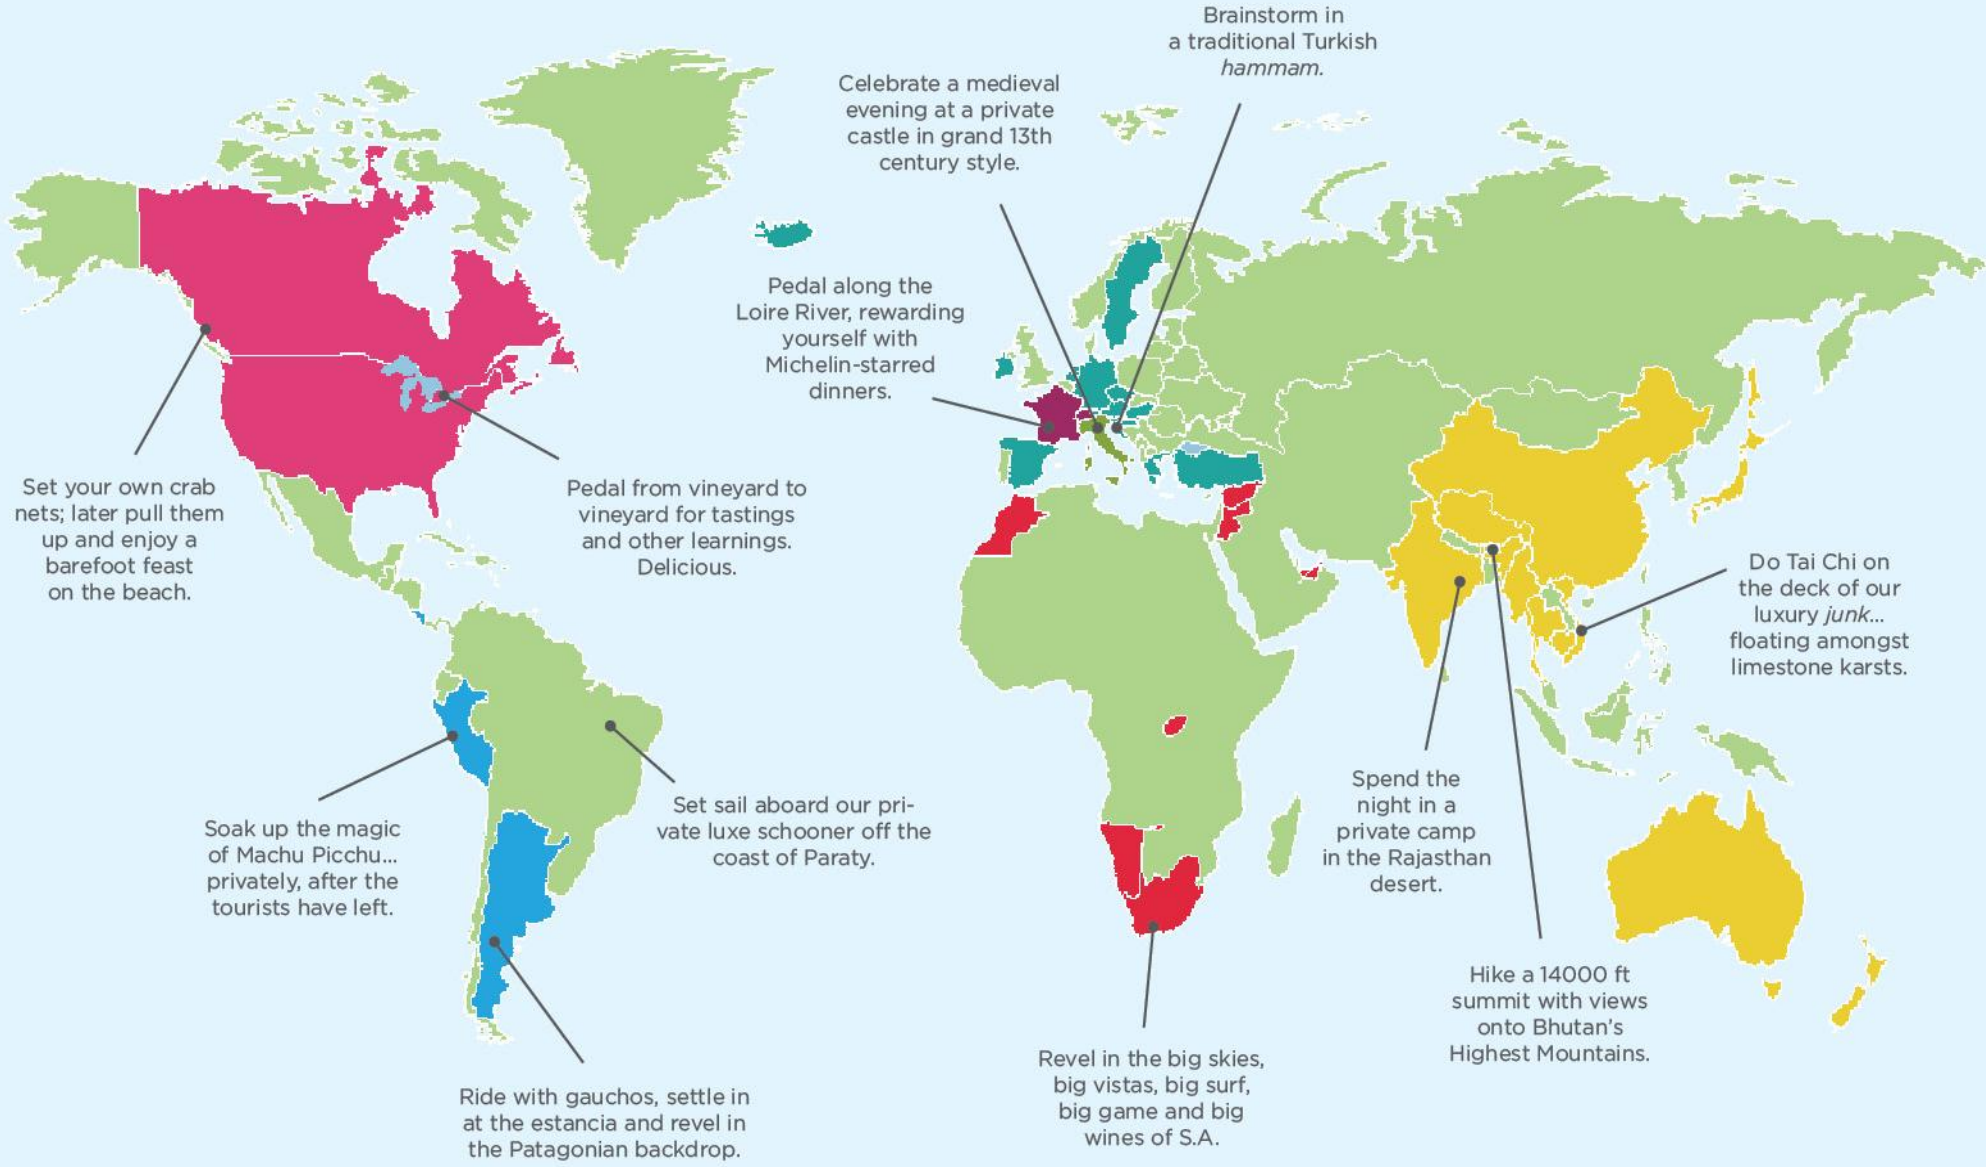 Brainstorm in
a traditional Turkish
hammam.
Celebrate a medieval
evening at a private
castle in grand 13th
century style.
Pedal along the
Loire River, rewarding
yourself with
Michelin-starred
dinners.
Set your own crab
nets; later pull them
up and enjoy a
barefoot feast
on the beach.
Pedal from vineyard to
vineyard for tastings
and other learnings.
Delicious.
Do Tai Chi on
the deck of our
luxury junk...
floating amongst
limestone karsts.
Soak up the magic
of Machu Picchu...
privately, after the
tourists have left.
Set sail aboard our pri-
vate luxe schooner off the
coast of Paraty.
Spend the
night in a
private camp
in the Rajasthan
desert.
Hike a 14000 ft
summit with views
onto Bhutan's
Highest Mountains.
Revel in the big skies,
big vistas, big surf,
big game and big
wines of S.A.
Ride with gauchos, settle in
at the estancia and revel in
the Patagonian backdrop.